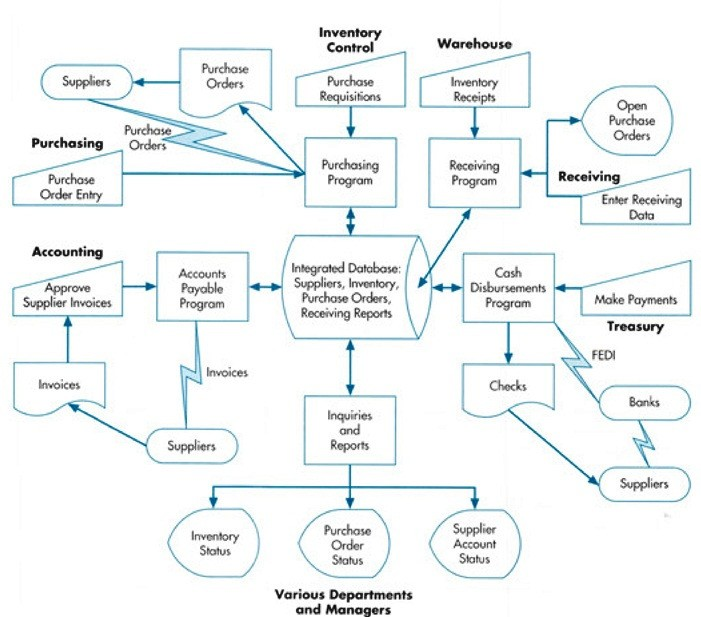 Inventory
Control
Warehouse
Suppliers
Purchase
Orders
Purchase
Requisitions
Inventory
Receipts
Open
Purchase
Orders
Purchase
Orders
Purchasing
Purchase
Order Entry
Purchasing
Program
Receiving
Program
Receiving
Enter Receiving
Data
Accounting
Approve
Supplier Invoices
Accounts
Payable
Program
Integrated Database:
Suppliers, Inventory,
Purchase Orders,
Receiving Reports
Cash
Disbursements
Program
Make Payments
Treasury
Invoices
Invoices
Suppliers
Checks
FEDI
Banks
Suppliers
Inquiries
and
Reports
Inventory
Status
Purchase
Order
Status
Supplier
Account
Status
Various Departments
and Managers